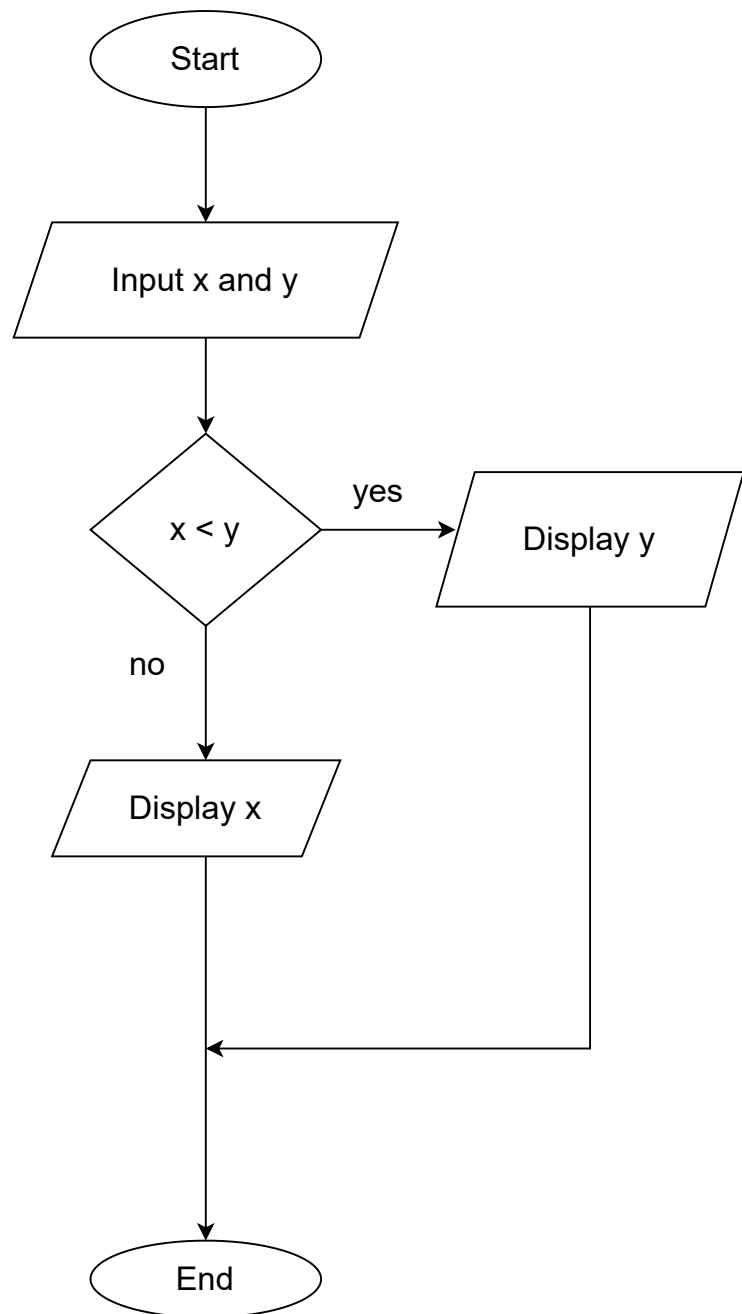 Start
Input x and y
x < y
yes
Display y
no
Display x
End